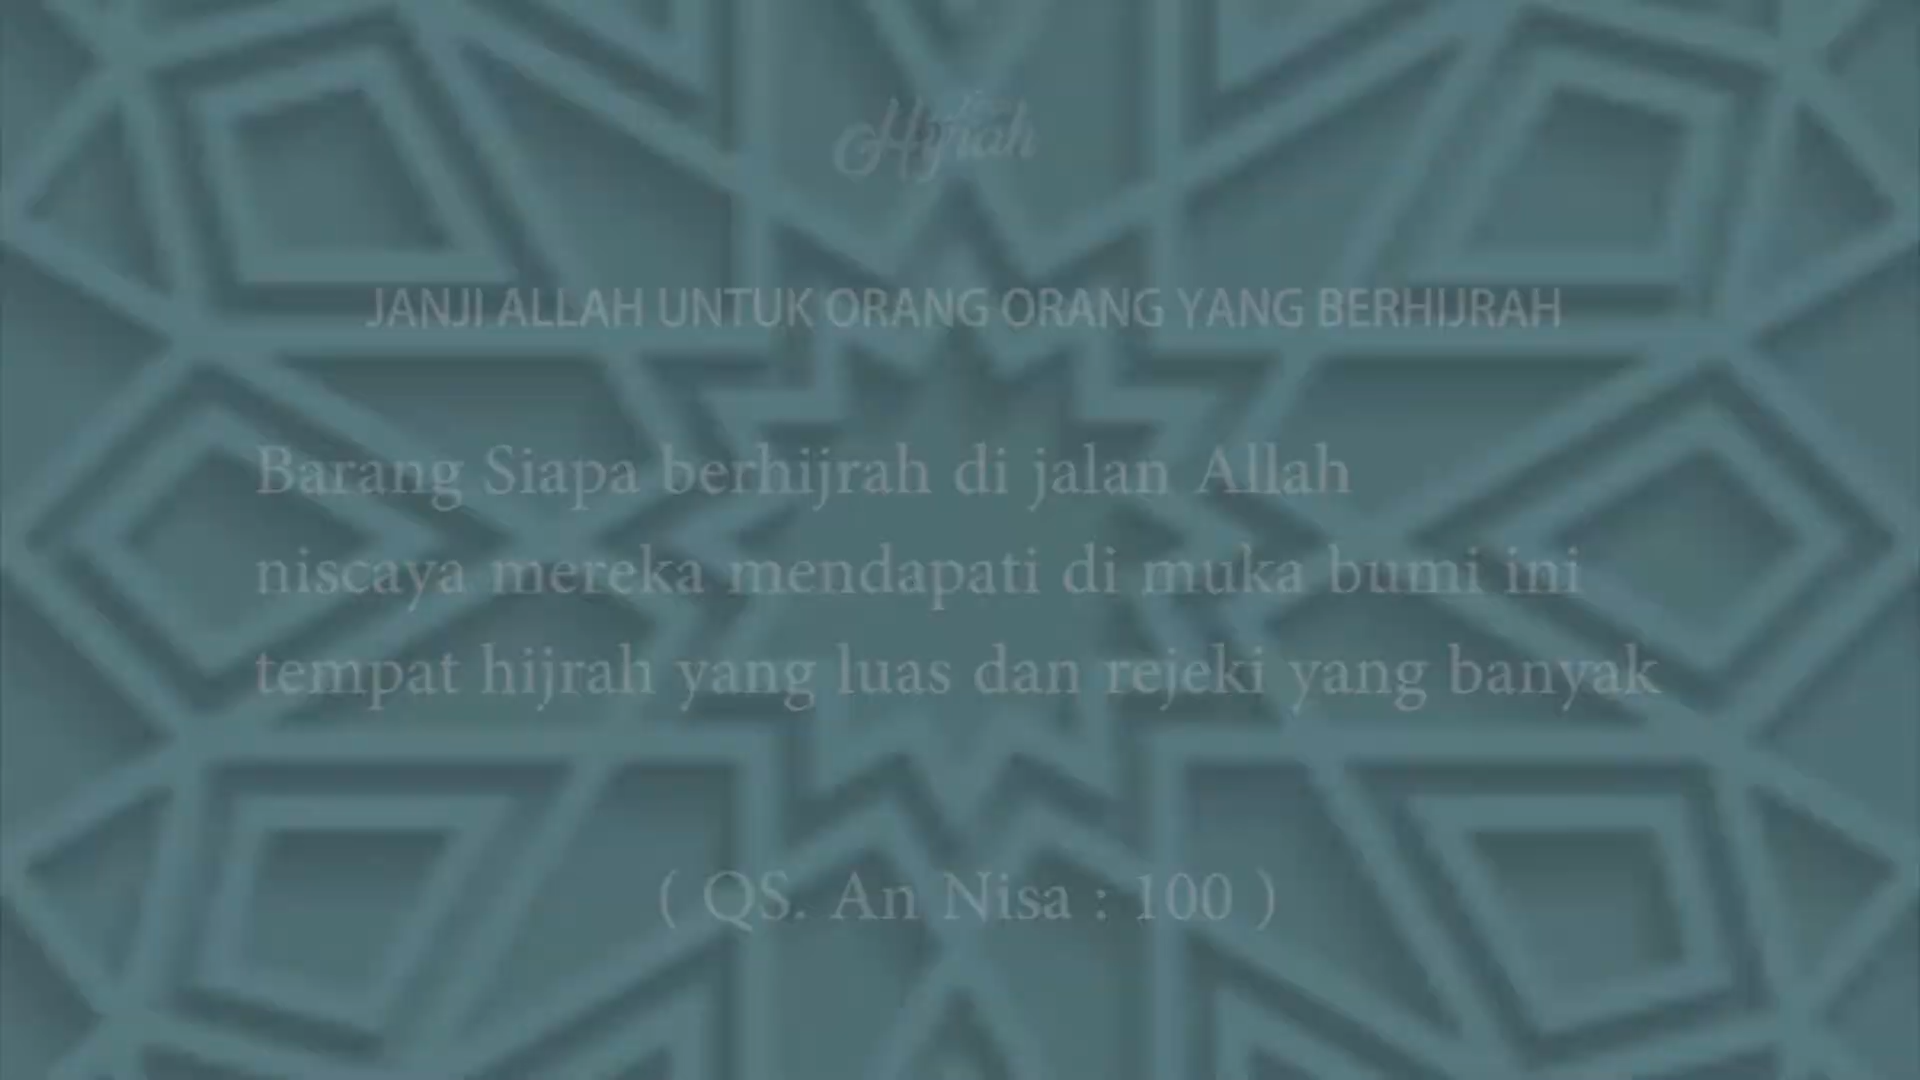 Hijrah
JANJI ALLAH UNTUK ORANG ORANG YANG BERHIJRAH
Barang Siapa berhijrah di jalan Allah
niscaya mereka mendapati di muka bumi ini
tempat hijrah yang luas dan rejeki yang banyak
( QS. An Nisa : 100 )